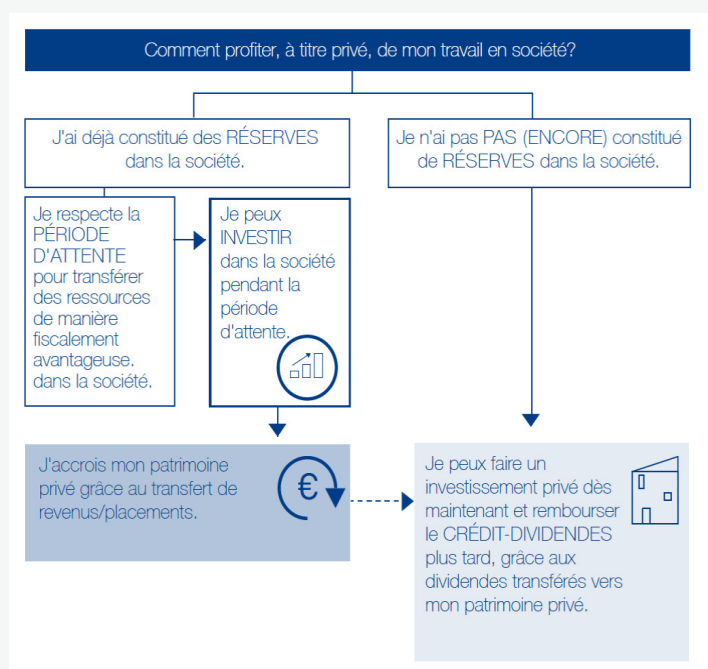 Comment profiter, à titre privé, de mon travail en société?
J'ai déjà constitué des RÉSERVES
dans la société.
Je n'ai pas PAS (ENCORE) constitué
de RÉSERVES dans la société.
Je respecte la
PÉRIODE
D'ATTENTE
pour transférer
des ressources
de manière
fiscalement
avantageuse.
dans la société.
Je peux
INVESTIR
dans la société
pendant la
période
d'attente.
J'accrois mon patrimoine
privé grâce au transfert de
revenus/placements.
€
Je peux faire un
investissement privé dès
maintenant et rembourser
le CRÉDIT-DIVIDENDES
plus tard, grâce aux
dividendes transférés vers
mon patrimoine privé.